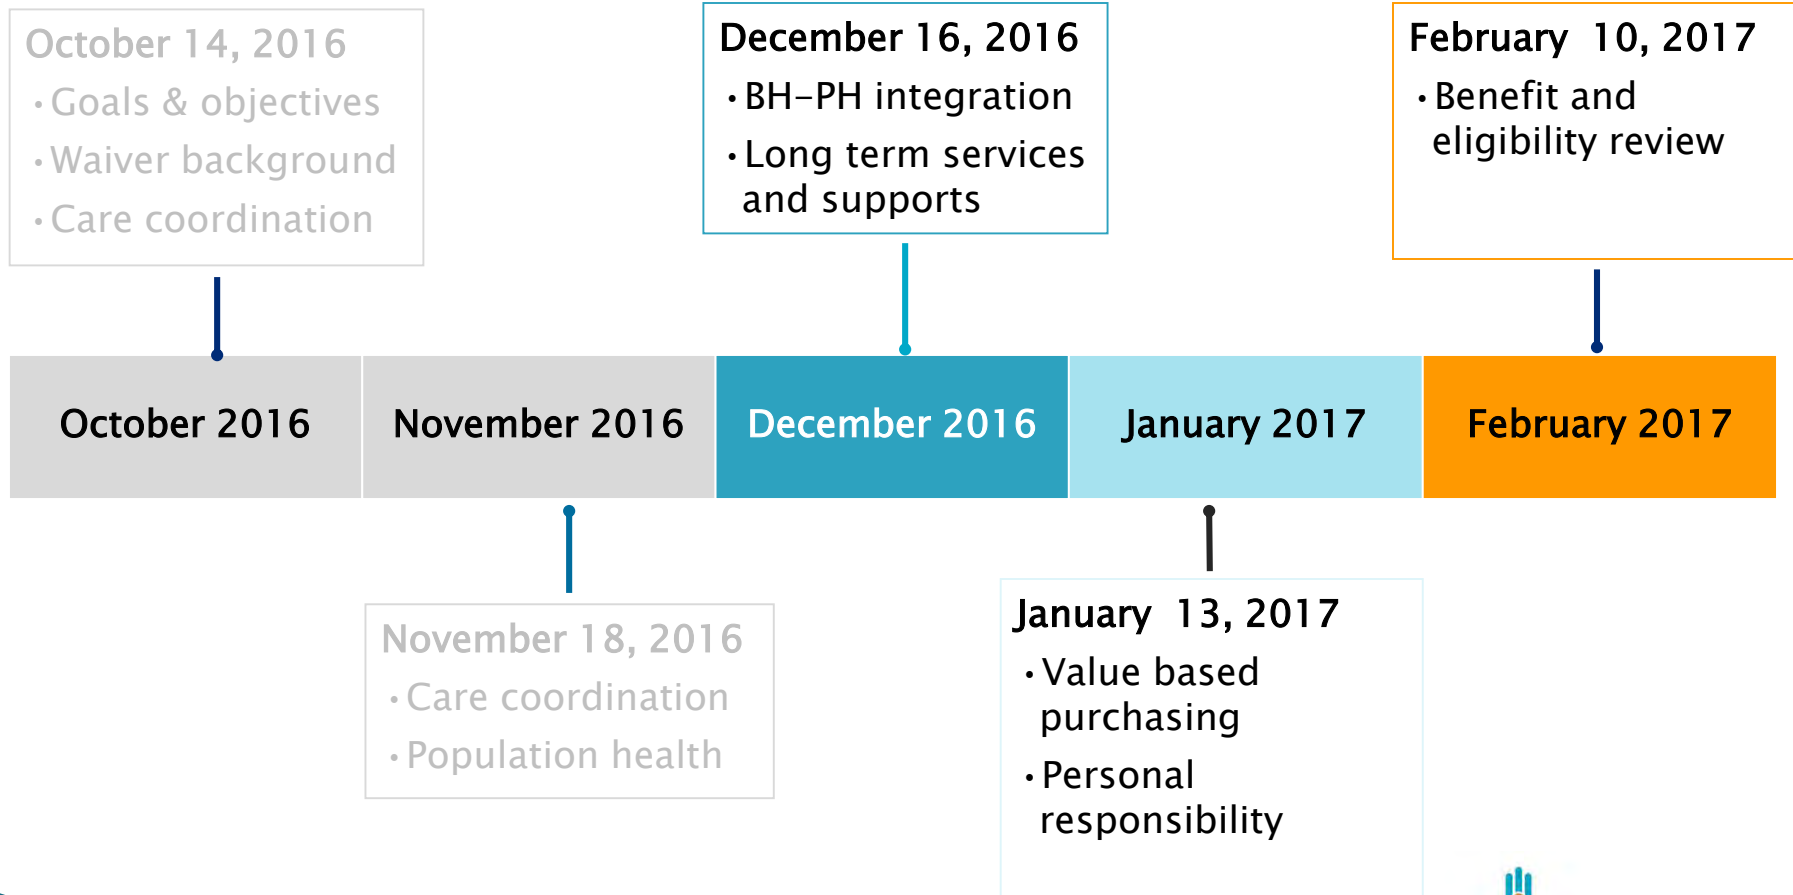 October 14, 2016
• Goals & objectives
• Waiver background
• Care coordination
December 16, 2016
• BH-PH integration
• Long term services
and supports
February 10, 2017
• Benefit and
eligibility review
October 2016
November 2016
December 2016
January 2017
February 2017
November 18, 2016
• Care coordination
• Population health
January 13, 2017
• Value based
purchasing
• Personal
responsibility